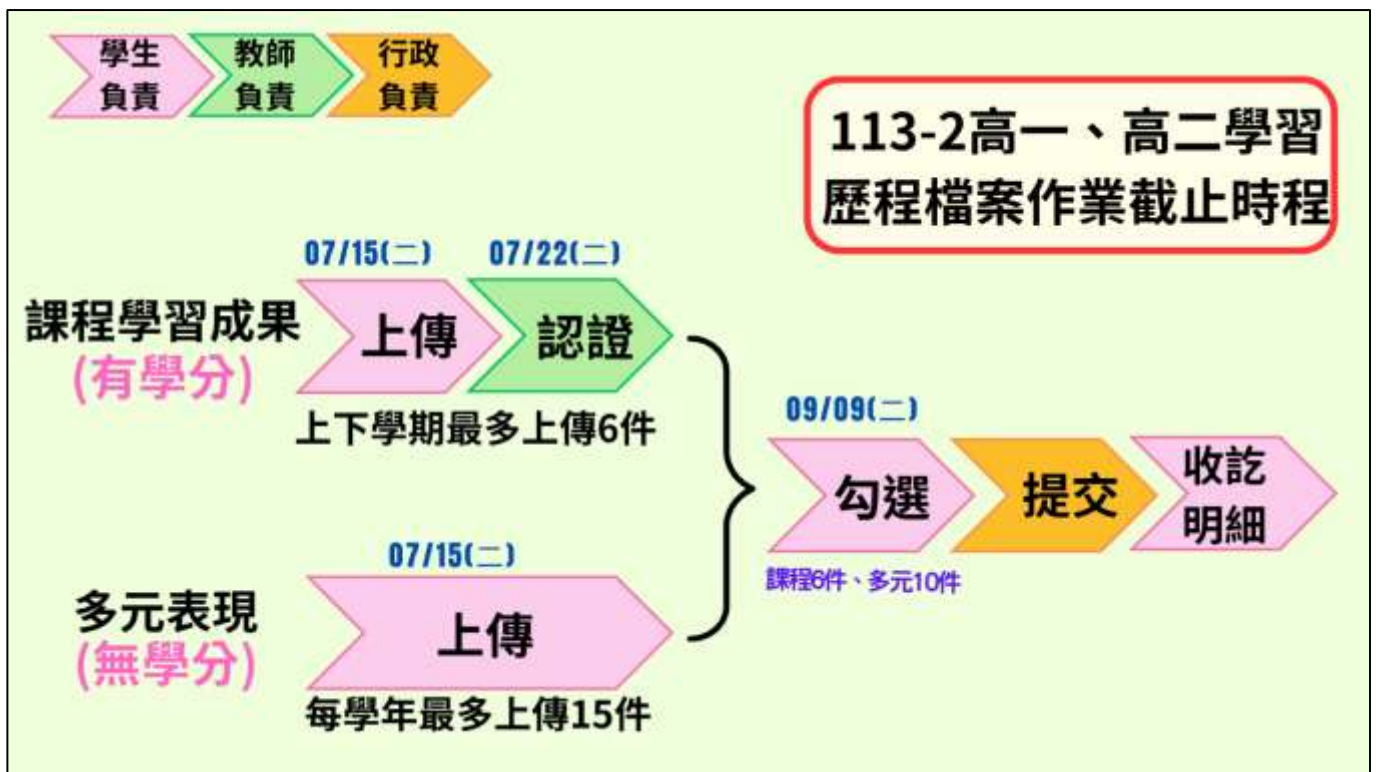 學生
負責
教師
負責
行政
負責
113-2高一、高二學習
歷程檔案作業截止時程
07/15(二)
07/22(二)
課程學習成果
(有學分)
上傳
認證
上下學期最多上傳6件
09/09(二)
勾選
提交
收訖
明細
課程6件、多元10件
07/15(二)
多元表現
(無學分)
上傳
每學年最多上傳15件